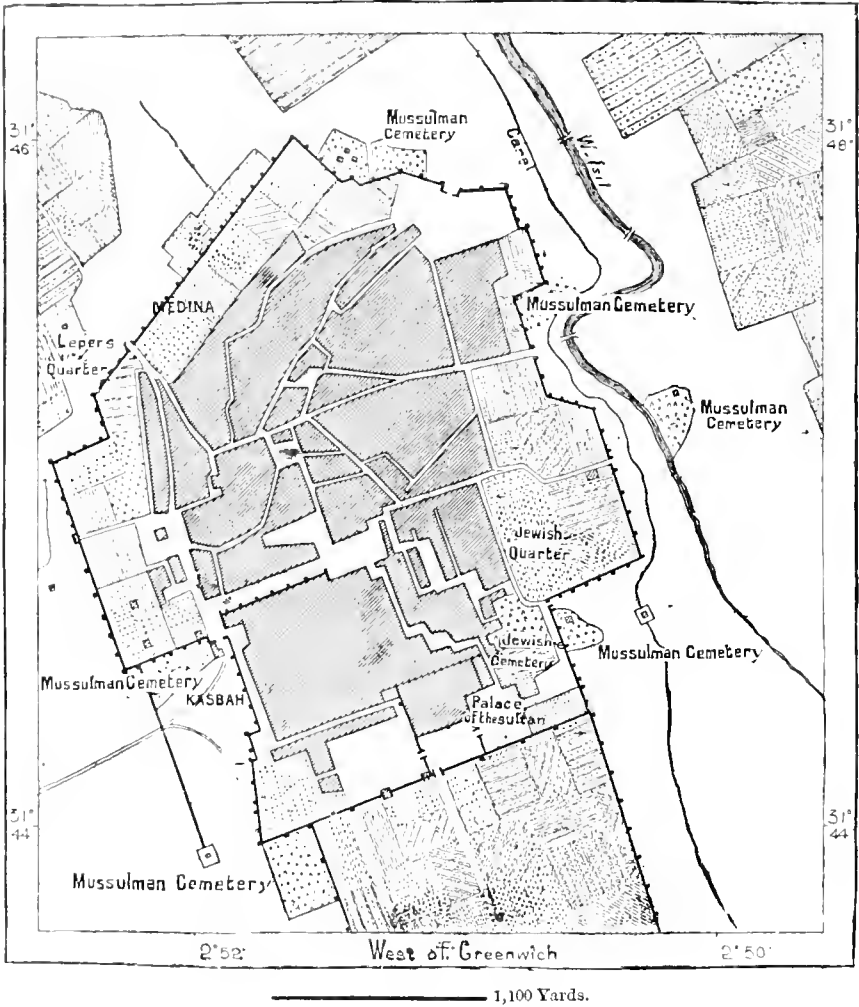 Mussulman
Cemetery
31°
46'
31°
48'
Canal
W. Isil
MEDINA
Mussulman Cemetery
Lepers
Quarter
Mussulman
Cemetery
Jewish
Quarter
Jewish
Cemetery
Mussulman Cemetery
Mussulman Cemetery
KASBAH
Palace
of the sultan
31°
44
31°
44
Mussulman Cemetery
2°52'
West of Greenwich
2°50'
1,100 Yards.